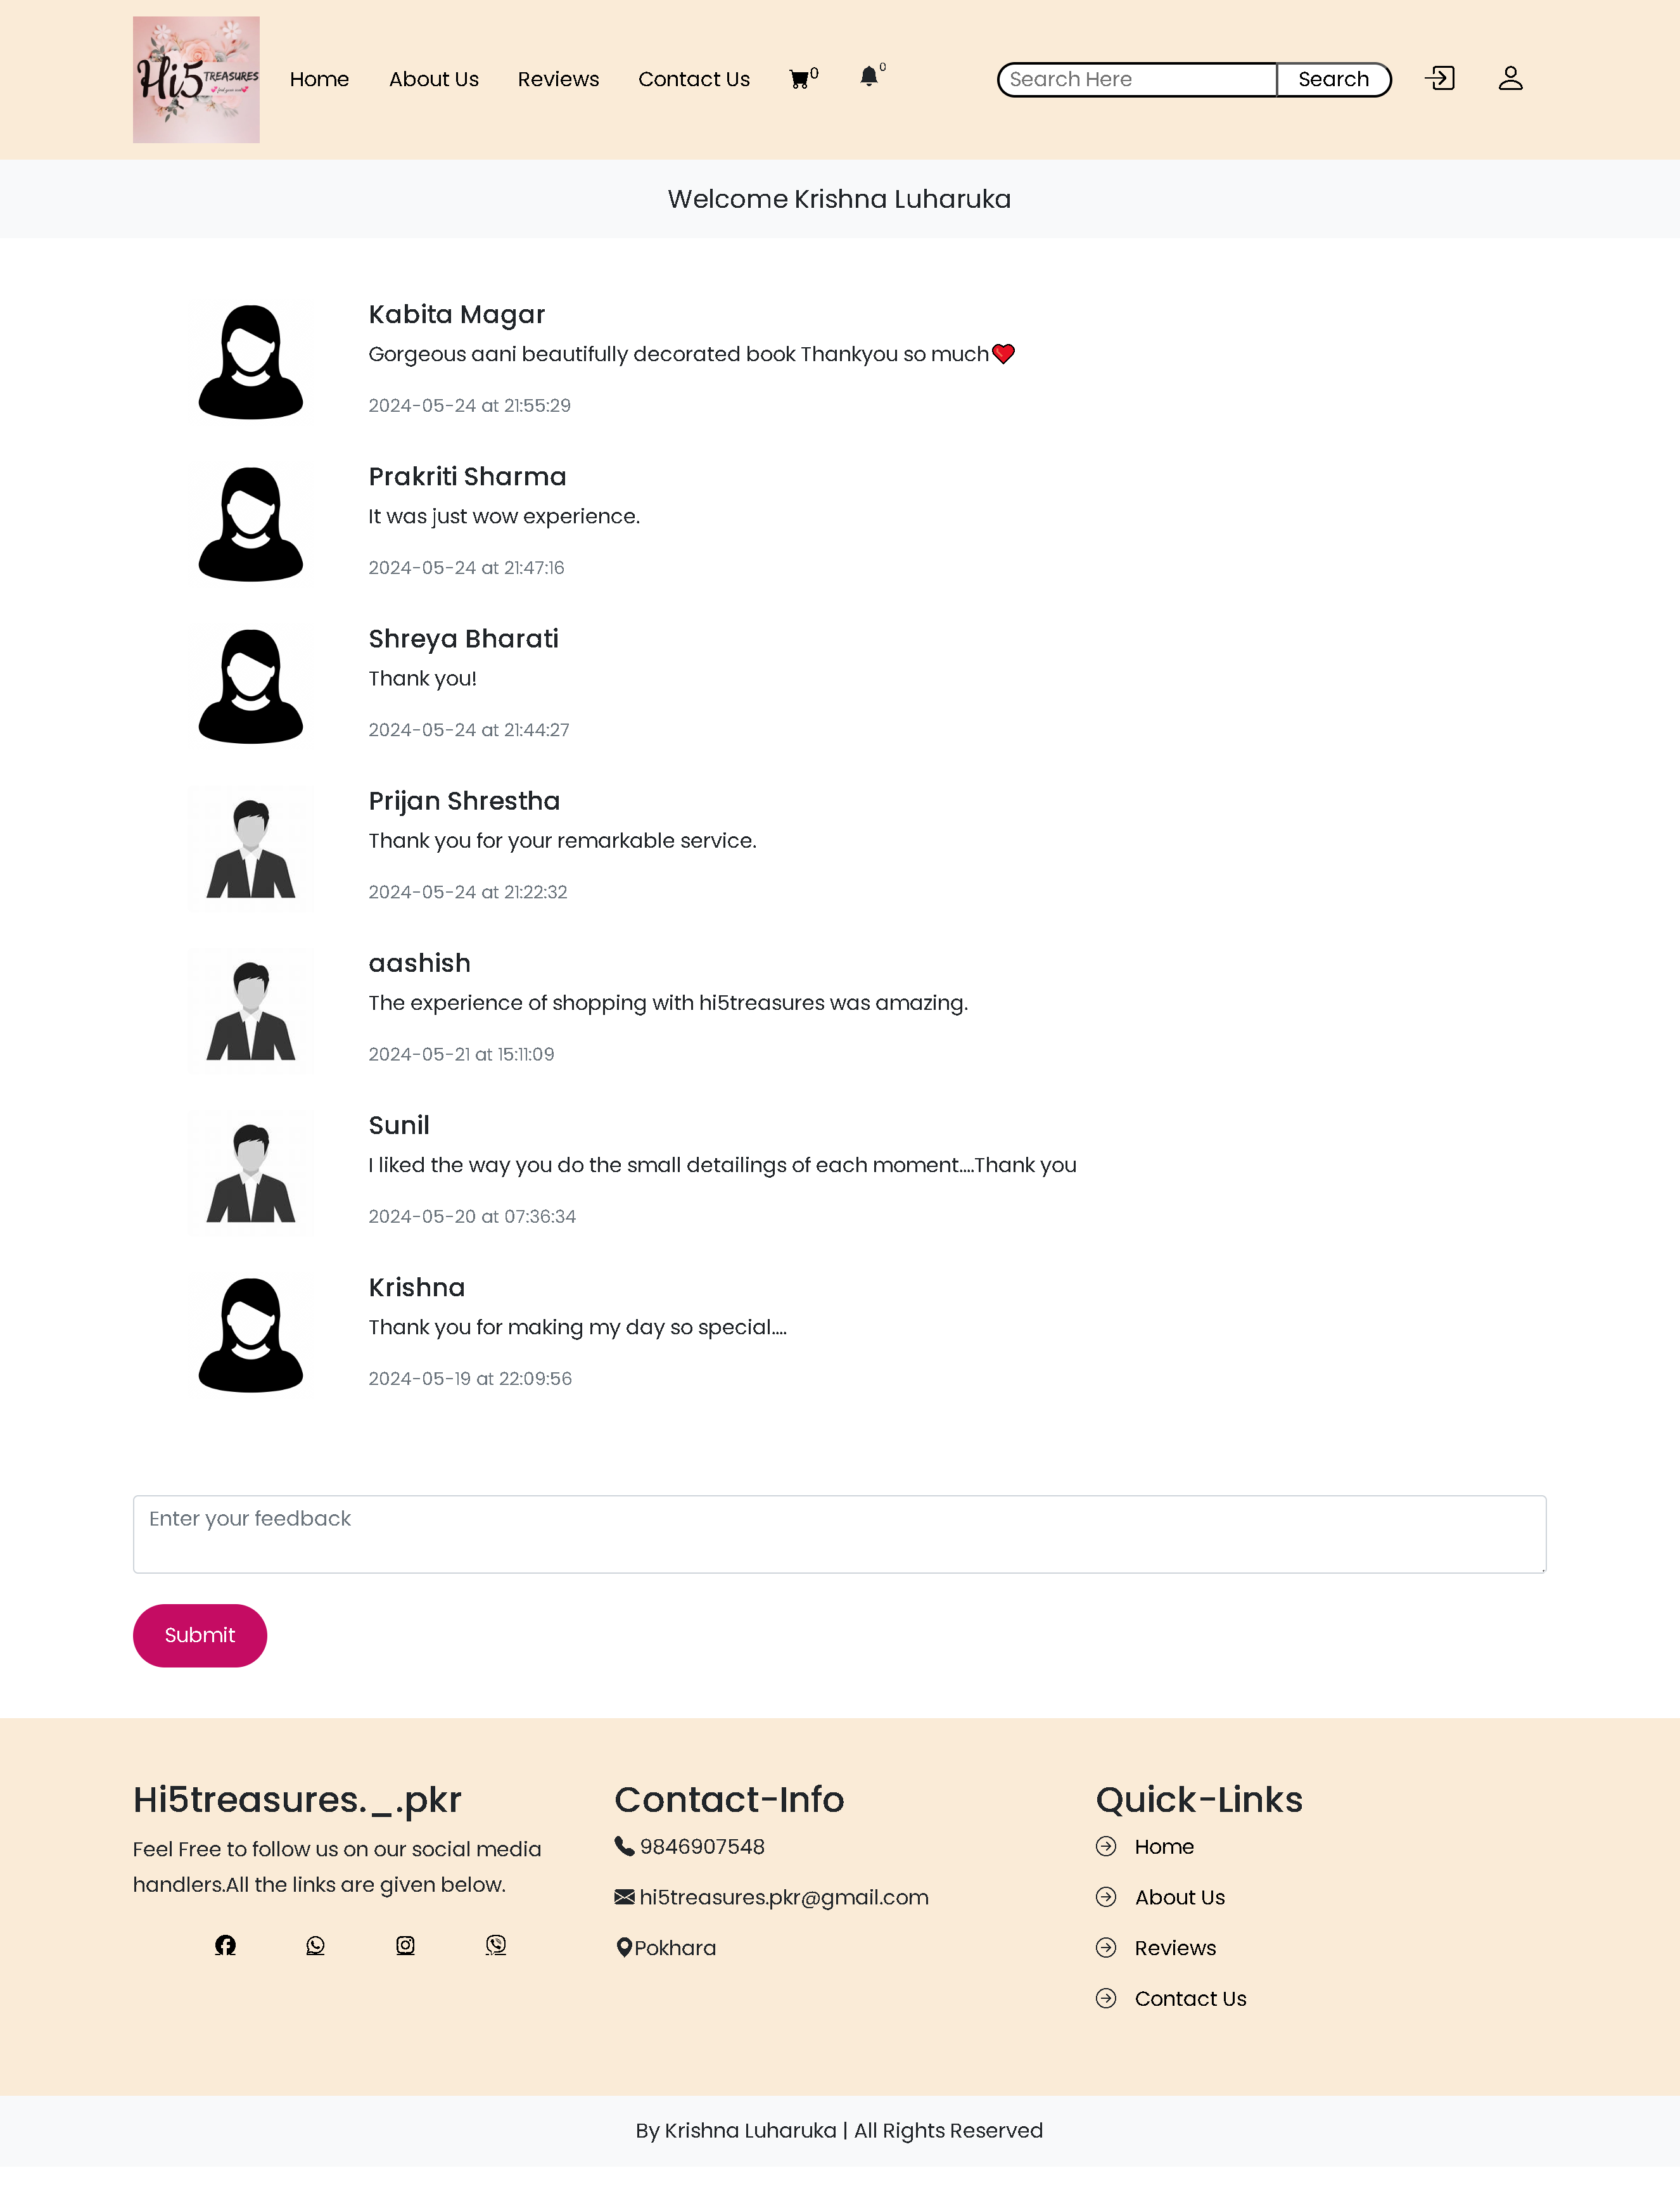 Hi5 TREASURES
Home About Us Reviews Contact Us 0 0 Search Here Search
Welcome Krishna Luharuka
Kabita Magar
Gorgeous aani beautifully decorated book Thankyou so much❤️
2024-05-24 at 21:55:29
Prakriti Sharma
It was just wow experience.
2024-05-24 at 21:47:16
Shreya Bharati
Thank you!
2024-05-24 at 21:44:27
Prijan Shrestha
Thank you for your remarkable service.
2024-05-24 at 21:22:32
aashish
The experience of shopping with hi5treasures was amazing.
2024-05-21 at 15:11:09
Sunil
I liked the way you do the small detailings of each moment....Thank you
2024-05-20 at 07:36:34
Krishna
Thank you for making my day so special....
2024-05-19 at 22:09:56
Enter your feedback
Submit
Hi5treasures._.pkr
Feel Free to follow us on our social media
handlers.All the links are given below.
Contact-Info
9846907548
hi5treasures.pkr@gmail.com
Pokhara
Quick-Links
Home
About Us
Reviews
Contact Us
By Krishna Luharuka | All Rights Reserved